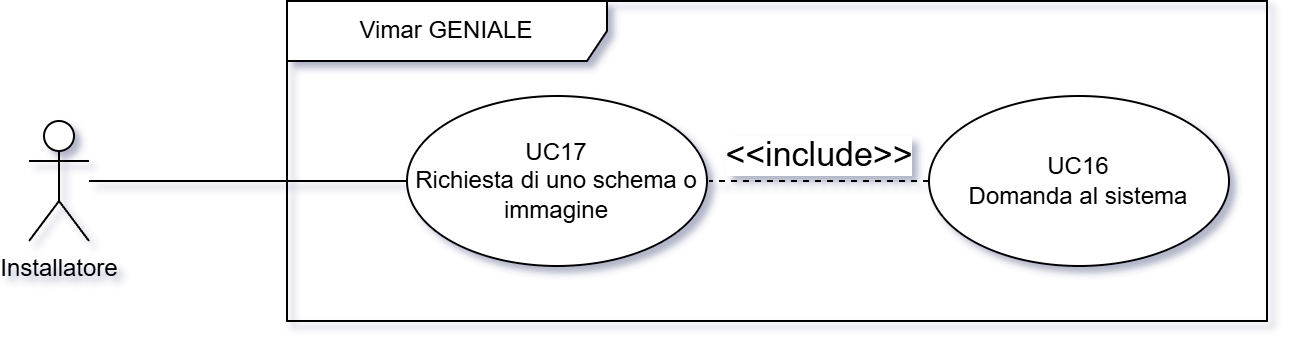 Vimar GENIALE
UC17
Richiesta di uno schema o
immagine
<<include>>
UC16
Domanda al sistema
Installatore